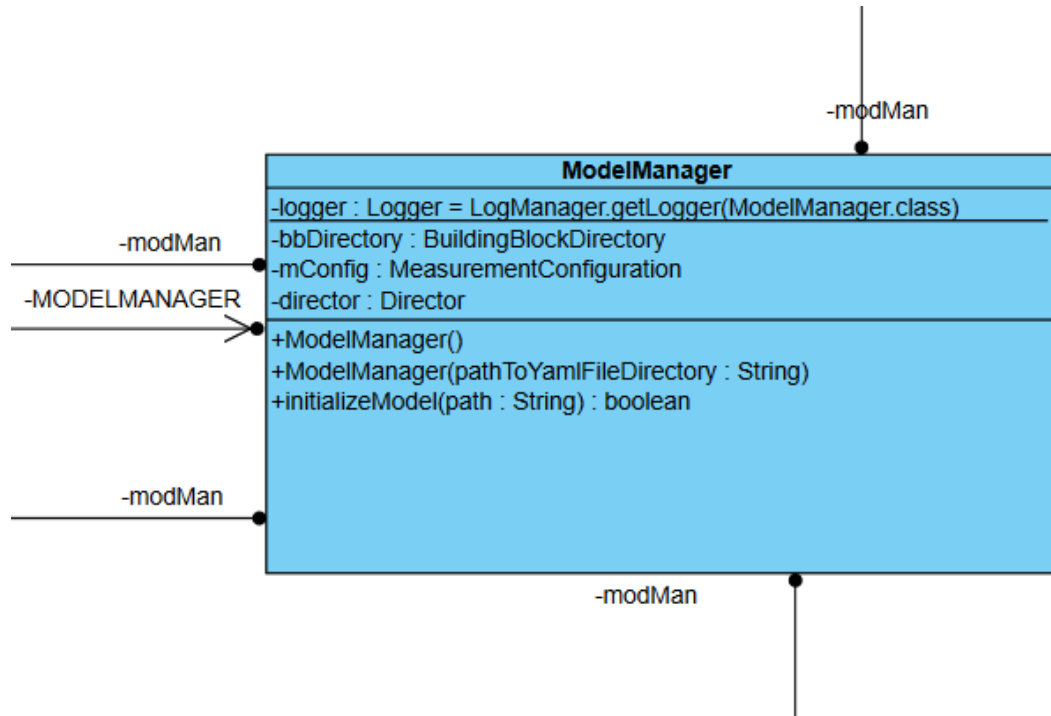 -modMan
ModelManager
-logger : Logger = LogManager.getLogger(ModelManager.class)
-bbDirectory : BuildingBlockDirectory
-mConfig : MeasurementConfiguration
-director : Director
+ModelManager()
+ModelManager(pathToYamlFileDirectory : String)
+initializeModel(path : String) : boolean
-modMan
-MODELMANAGER
-modMan
-modMan